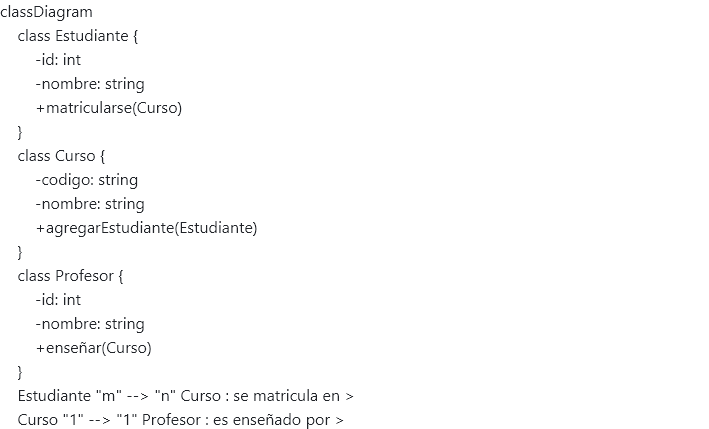 classDiagram
class Estudiante {
-id: int
-nombre: string
+matricularse(Curso)
}
class Curso {
-codigo: string
-nombre: string
+agregarEstudiante(Estudiante)
}
class Profesor {
-id: int
-nombre: string
+enseñar(Curso)
}
Estudiante "m" --> "n" Curso : se matricula en >
Curso "1" --> "1" Profesor : es enseñado por >